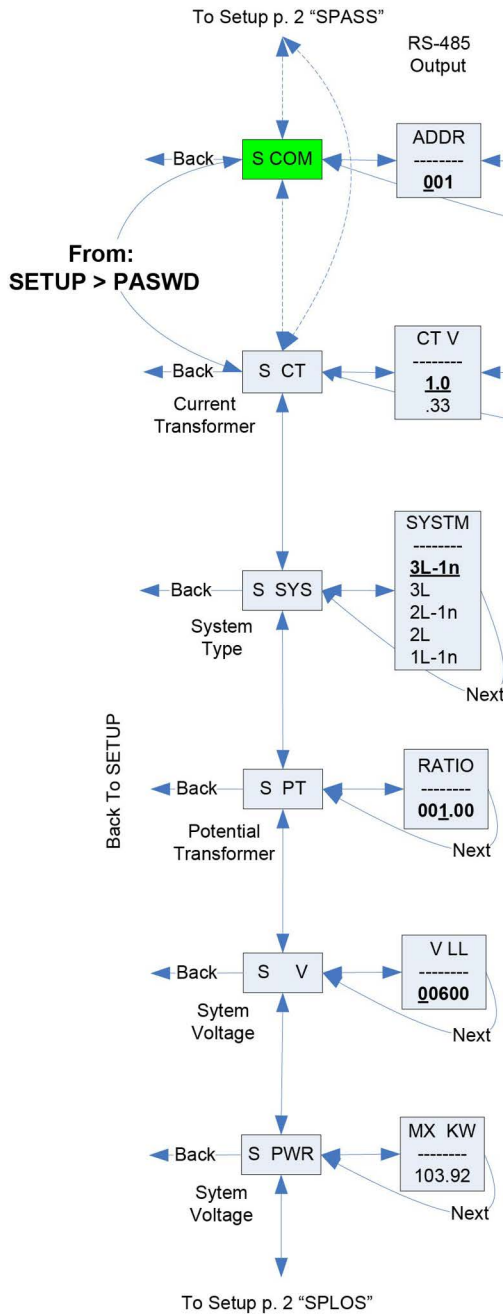 To Setup p. 2 “SPASS”
RS-485
Output
Back
S COM
ADDR
--------
001
From:
SETUP > PASWD
Back
S CT
Current
Transformer
CT V
--------
1.0
.33
Back
S SYS
System
Type
SYSTM
--------
3L-1n
3L
2L-1n
2L
1L-1n
Next
Back To SETUP
Back
S PT
Potential
Transformer
RATIO
--------
001.00
Next
Back
S V
Sytem
Voltage
V LL
--------
00600
Next
Back
S PWR
Sytem
Voltage
MX KW
--------
103.92
Next
To Setup p. 2 “SPLOS”